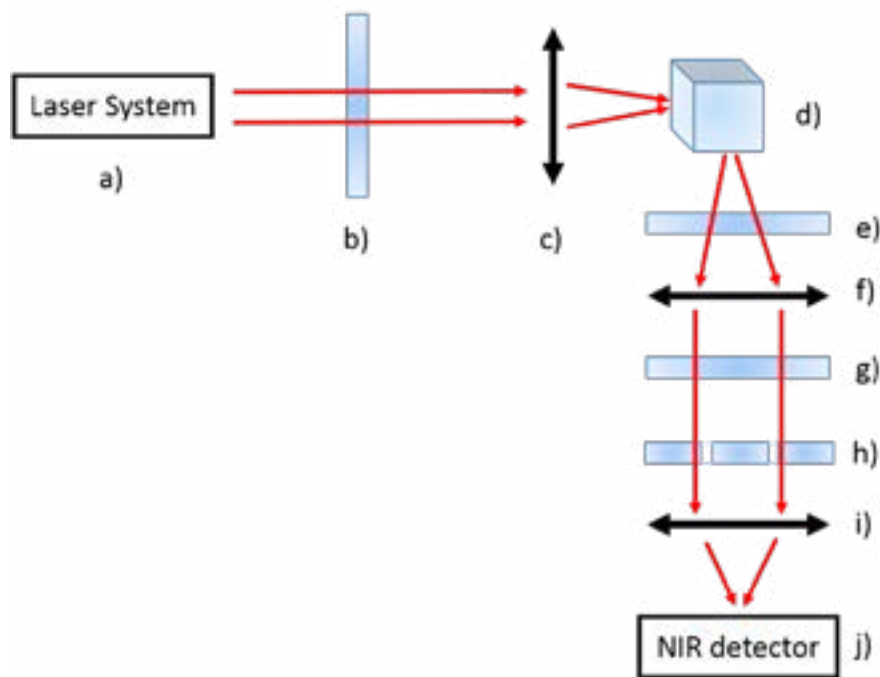 Laser System
a)
b)
c)
d)
e)
f)
g)
h)
i)
NIR detector
j)